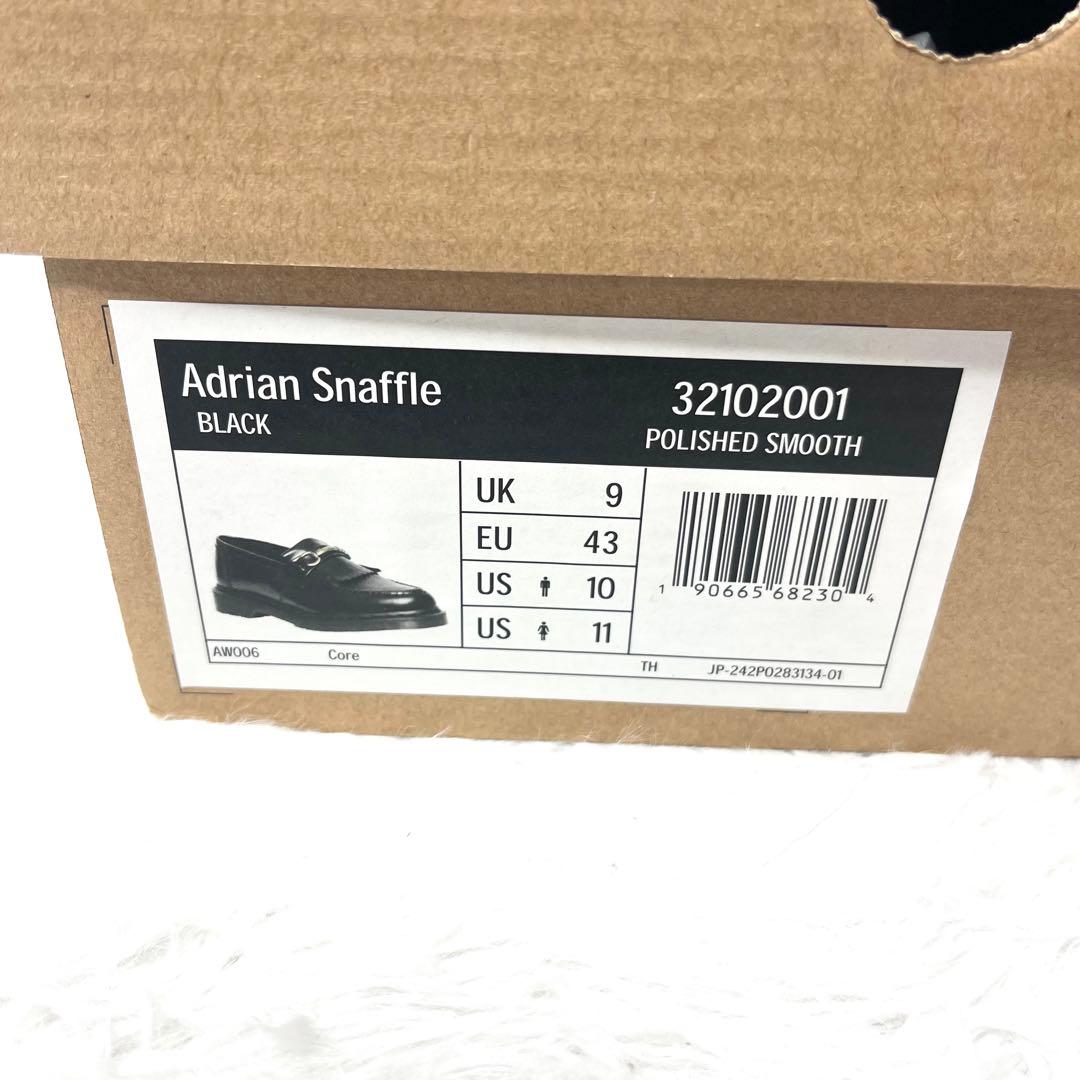 Adrian Snaffle
BLACK
32102001
POLISHED SMOOTH
UK 9
EU 43
US 10
US 11
1 90665 68230 4
AW006 Core TH JP-242P0283134-01